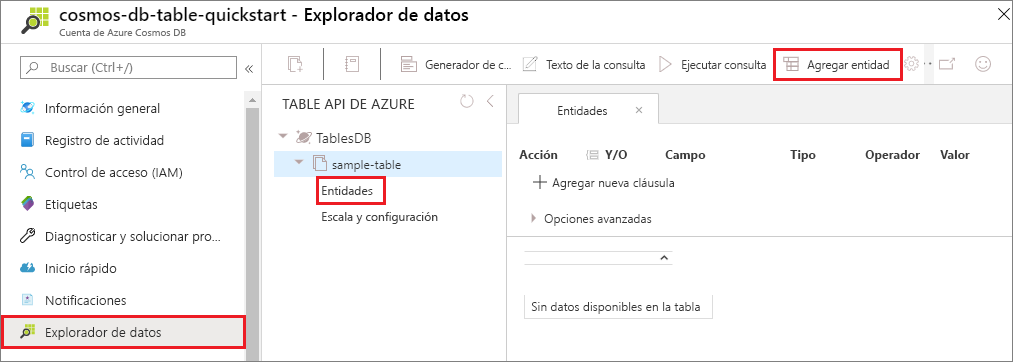 cosmos-db-table-quickstart - Explorador de datos
Cuenta de Azure Cosmos DB
Buscar (Ctrl+/)
Información general
Registro de actividad
Control de acceso (IAM)
Etiquetas
Diagnosticar y solucionar pro...
Inicio rápido
Notificaciones
Explorador de datos
Generador de c... Texto de la consulta Ejecutar consulta Agregar entidad
TABLE API DE AZURE
TablesDB
sample-table
Entidades
Escala y configuración
Entidades
Acción Y/O Campo Tipo Operador Valor
Agregar nueva cláusula
Opciones avanzadas
Sin datos disponibles en la tabla